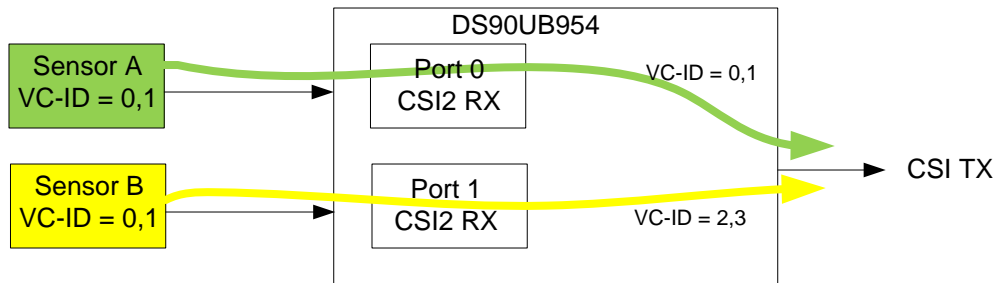 DS90UB954
Sensor A
VC-ID = 0,1
Port 0
CSI2 RX
VC-ID = 0,1
Sensor B
VC-ID = 0,1
Port 1
CSI2 RX
VC-ID = 2,3
CSI TX